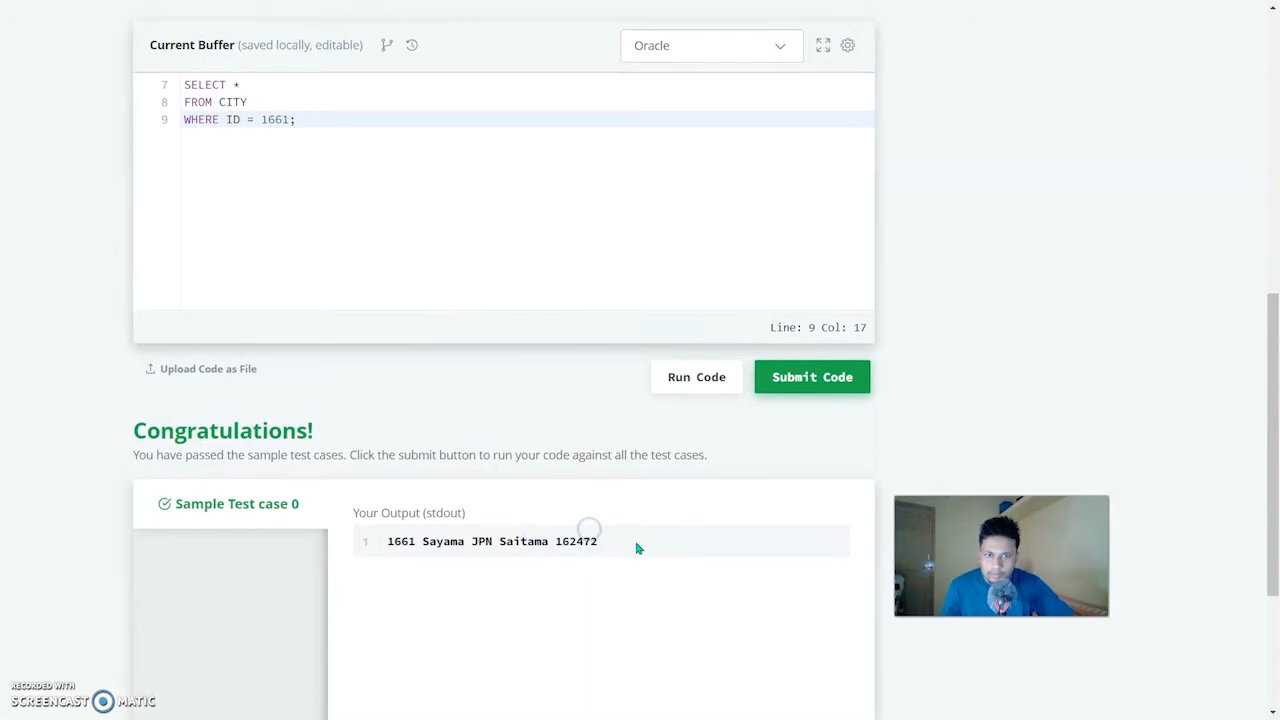 Current Buffer (saved locally, editable)
Oracle
7 SELECT *
8 FROM CITY
9 WHERE ID = 1661;
Line: 9 Col: 17
Upload Code as File
Run Code
Submit Code
Congratulations!
You have passed the sample test cases. Click the submit button to run your code against all the test cases.
Sample Test case 0
Your Output (stdout)
1 1661 Sayama JPN Saitama 162472
RECORDED WITH
SCREENCAST MATIC